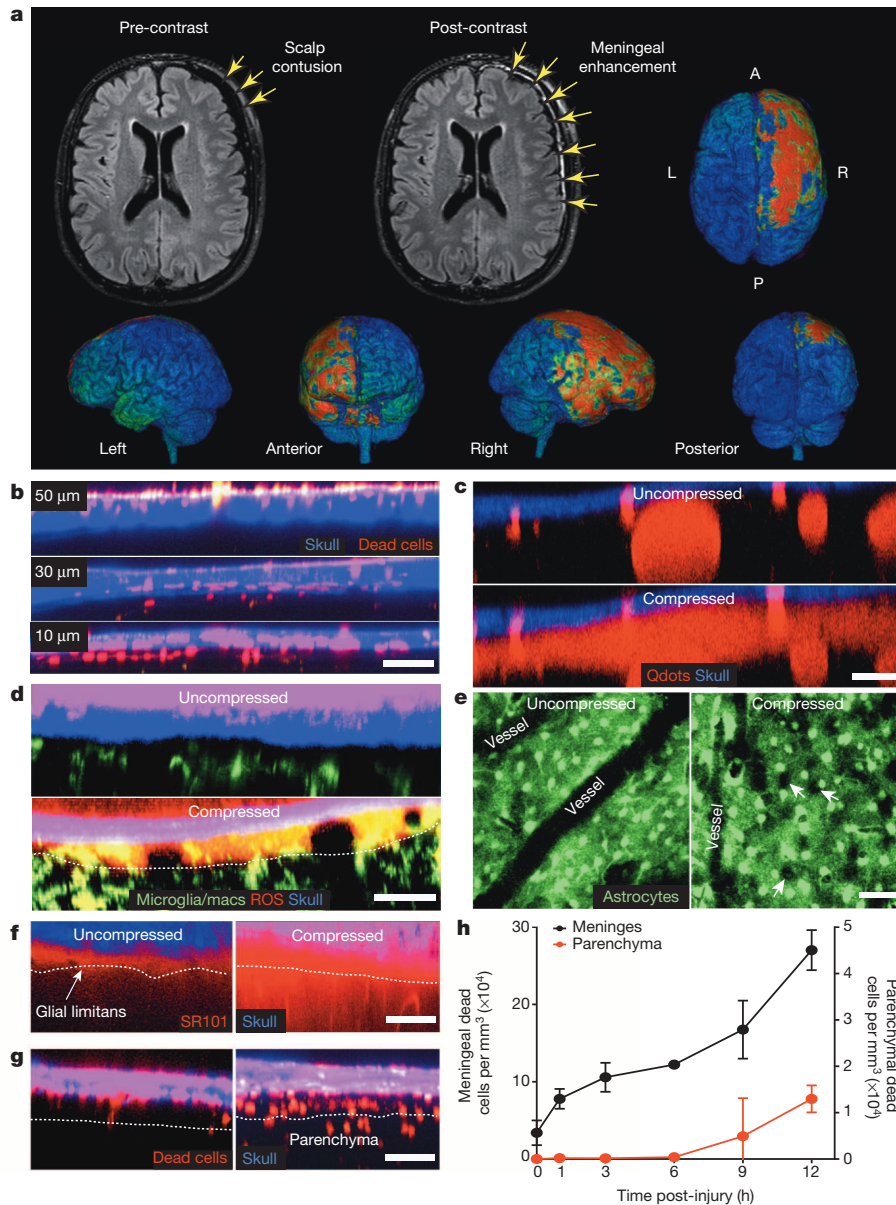 a
Pre-contrast
Scalp
contusion
Post-contrast
Meningeal
enhancement
A
L
R
P
Left
Anterior
Right
Posterior
b
50 μm
Skull
Dead cells
30 μm
10 μm
c
Uncompressed
Compressed
Qdots Skull
d
Uncompressed
Compressed
Microglia/macs ROS Skull
e
Uncompressed
Vessel
Vessel
Astrocytes
Compressed
Vessel
f
Uncompressed
Glial limitans
SR101
Compressed
Skull
g
Dead cells
Parenchyma
Skull
h
Meninges
Parenchyma
Meningeal dead
cells per mm³ (×10⁴)
30
20
10
0
5
4
3
2
1
0
Parenchymal dead
cells per mm³ (×10⁴)
0 1 3 6 9 12
Time post-injury (h)